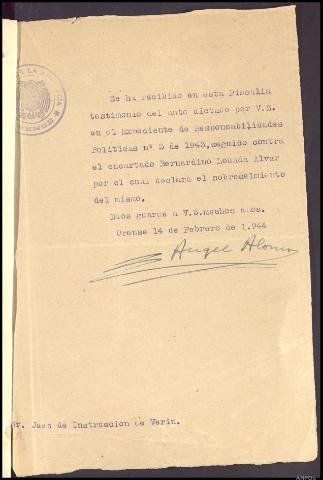 Se ha recibido en esta Fiscalia
testimonio del auto dictado por V.S.
en el Expediente de Responsabilidades
Políticas nº 3 de 1943, seguido contra
el encartado Bernardino Losada Alvar
por el cual declara el sobreseimiento
del mismo.
Dios guarde a V.S.muchos años.
Orense 14 de Febrero de 1.944
Angel Alonso
Sr. Juez de Instruccion de Verin.